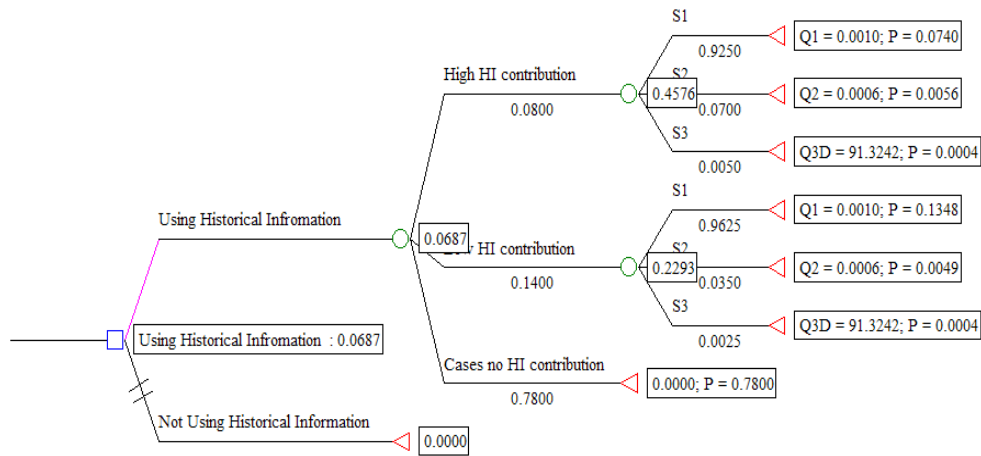 S1
0.9250
Q1 = 0.0010; P = 0.0740
High HI contribution
0.0800
0.4576
S2
0.0700
Q2 = 0.0006; P = 0.0056
S3
0.0050
Q3D = 91.3242; P = 0.0004
Using Historical Infromation
0.0687
S1
0.9625
Q1 = 0.0010; P = 0.1348
HI contribution
0.1400
0.2293
S2
0.0350
Q2 = 0.0006; P = 0.0049
S3
0.0025
Q3D = 91.3242; P = 0.0004
Using Historical Infromation : 0.0687
Cases no HI contribution
0.7800
0.0000; P = 0.7800
Not Using Historical Information
0.0000